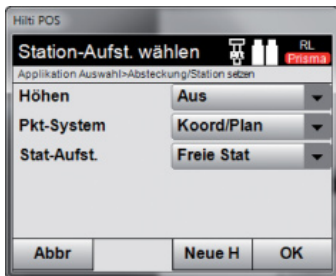 Hilti POS
Station-Aufst. wählen
RL
Prisma
Applikation Auswahl>Absteckung/Station setzen
Höhen Aus
Pkt-System Koord/Plan
Stat-Aufst. Freie Stat
Abbr Neue H OK